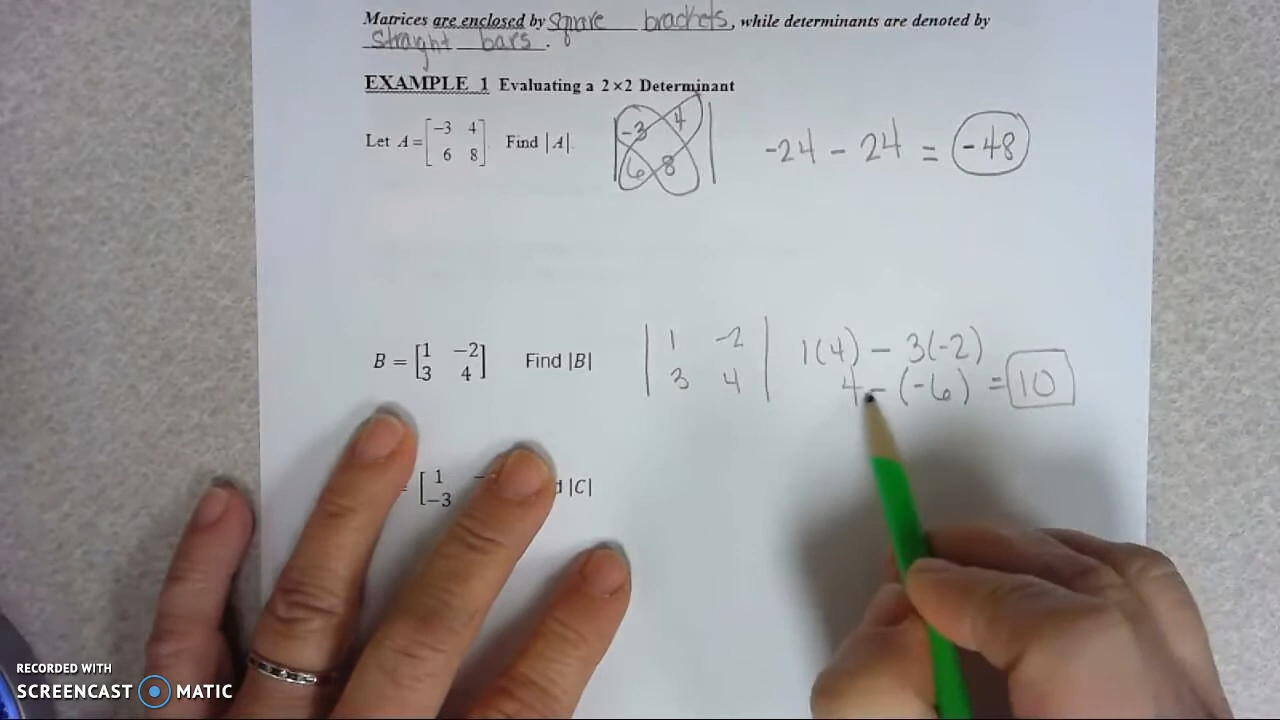 Matrices are enclosed by square brackets, while determinants are denoted by
straight bars.
EXAMPLE 1 Evaluating a 2×2 Determinant
Let A = [-3 4 6 8] Find |A| |-3 4 6 8| -24 - 24 = -48
B = [1 -2 3 4] Find |B| |1 -2 3 4| 1(4) - 3(-2)
4 - (-6) = 10
= [1 - -3 |C|
RECORDED WITH
SCREENCAST MATIC